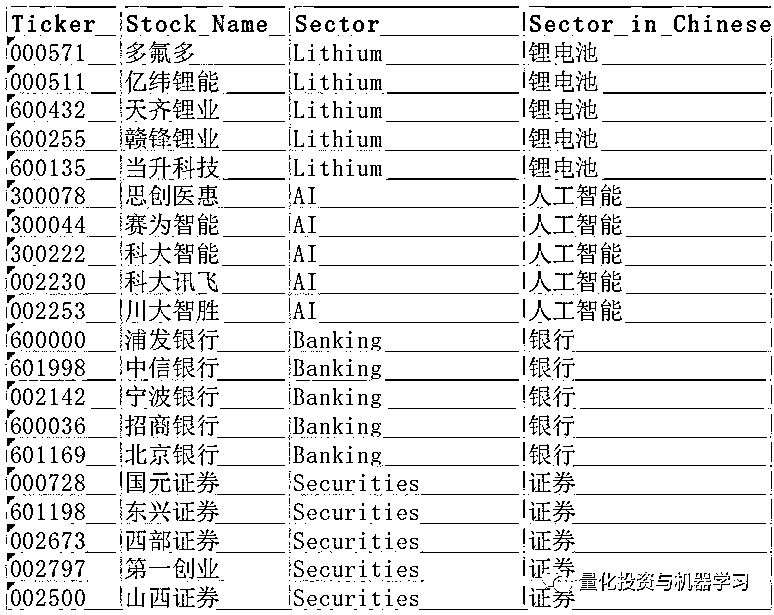 Ticker Stock_Name Sector Sector_in_Chinese
000571 多氟多 Lithium 锂电池
000511 亿纬锂能 Lithium 锂电池
600432 天齐锂业 Lithium 锂电池
600255 赣锋锂业 Lithium 锂电池
600135 当升科技 Lithium 锂电池
300078 思创医惠 AI 人工智能
300044 赛为智能 AI 人工智能
300222 科大智能 AI 人工智能
002230 科大讯飞 AI 人工智能
002253 川大智胜 AI 人工智能
600000 浦发银行 Banking 银行
601998 中信银行 Banking 银行
002142 宁波银行 Banking 银行
600036 招商银行 Banking 银行
601169 北京银行 Banking 银行
000728 国元证券 Securities 证券
601198 东兴证券 Securities 证券
002673 西部证券 Securities 证券
002797 第一创业 Securities 证券
量化投资与机器学习
002500 山西证券 Securities 证券